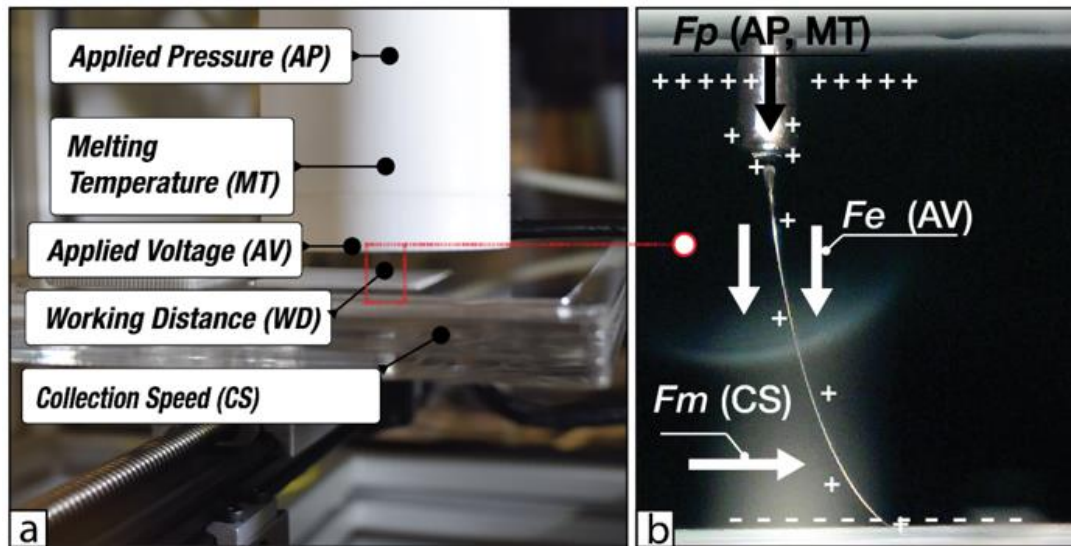 Applied Pressure (AP)
Melting
Temperature (MT)
Applied Voltage (AV)
Working Distance (WD)
Collection Speed (CS)
a
Fp (AP, MT)
+++++ +++++
Fe (AV)
Fm (CS)
b